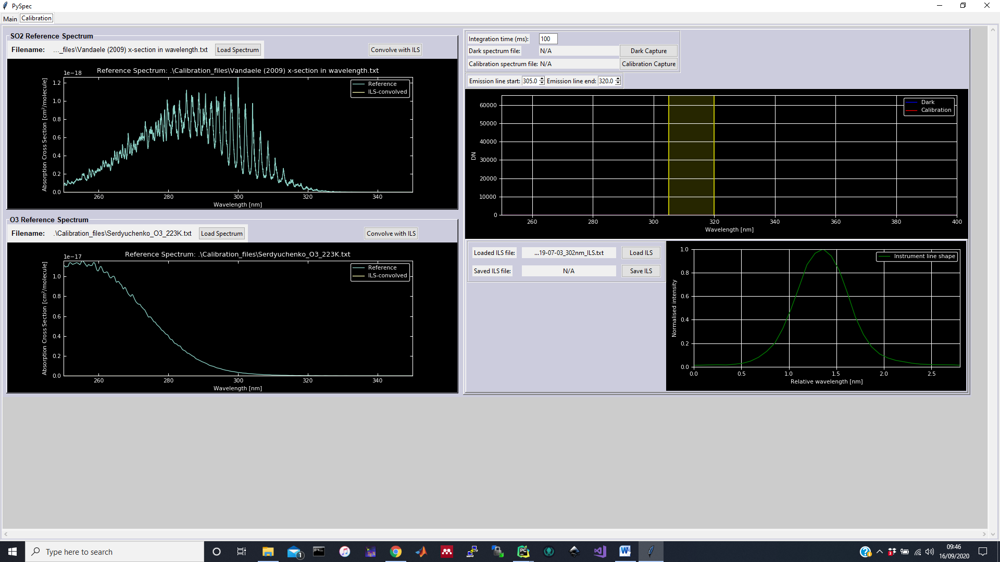 PySpec
Main Calibration
SO2 Reference Spectrum
Filename: ..._files\Vandaele (2009) x-section in wavelength.txt Load Spectrum Convolve with ILS
1e−18 Reference Spectrum: .\Calibration_files\Vandaele (2009) x-section in wavelength.txt
Reference
ILS-convolved
Absorption Cross Section [cm²/molecule]
1.2
1.0
0.8
0.6
0.4
0.2
0.0
260 280 300 320 340
Wavelength [nm]
O3 Reference Spectrum
Filename: .\Calibration_files\Serdyuchenko_O3_223K.txt Load Spectrum Convolve with ILS
1e−17 Reference Spectrum: .\Calibration_files\Serdyuchenko_O3_223K.txt
Reference
ILS-convolved
Absorption Cross Section [cm²/molecule]
1.0
0.8
0.6
0.4
0.2
0.0
260 280 300 320 340
Wavelength [nm]
Integration time (ms): 100
Dark spectrum file: N/A Dark Capture
Calibration spectrum file: N/A Calibration Capture
Emission line start: 305.0 Emission line end: 320.0
Dark
Calibration
DN
60000
50000
40000
30000
20000
10000
0
260 280 300 320 340 360 380 400
Wavelength [nm]
Loaded ILS file: ...19-07-03_302nm_ILS.txt Load ILS
Saved ILS file: N/A Save ILS
Instrument line shape
Normalised intensity
1.0
0.8
0.6
0.4
0.2
0.0
0.0 0.5 1.0 1.5 2.0 2.5
Relative wavelength [nm]
Type here to search
09:46
16/09/2020